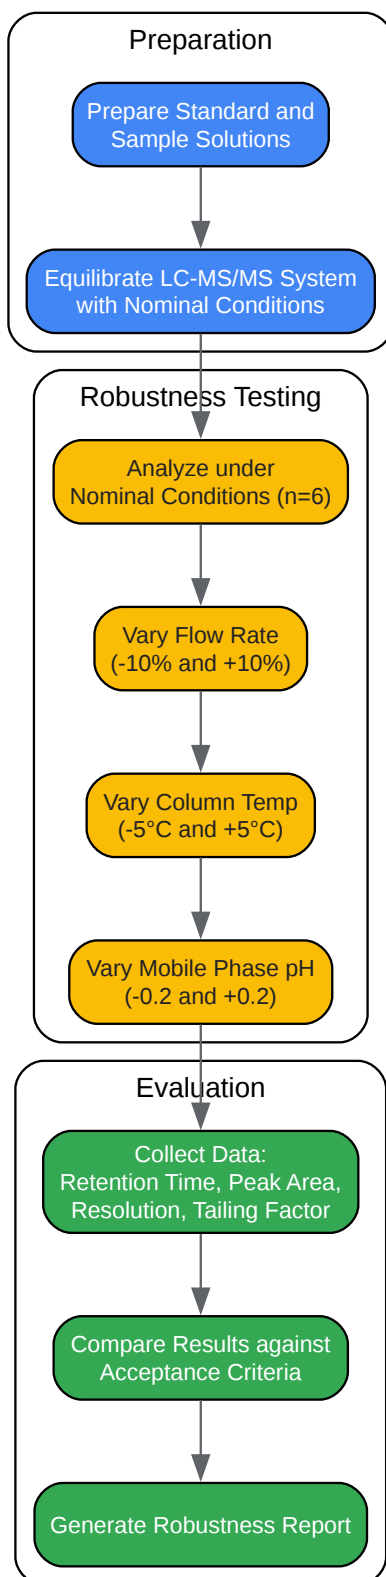 Preparation
Prepare Standard and
Sample Solutions
Equilibrate LC-MS/MS System
with Nominal Conditions
Robustness Testing
Analyze under
Nominal Conditions (n=6)
Vary Flow Rate
(-10% and +10%)
Vary Column Temp
(-5°C and +5°C)
Vary Mobile Phase pH
(-0.2 and +0.2)
Evaluation
Collect Data:
Retention Time, Peak Area,
Resolution, Tailing Factor
Compare Results against
Acceptance Criteria
Generate Robustness Report